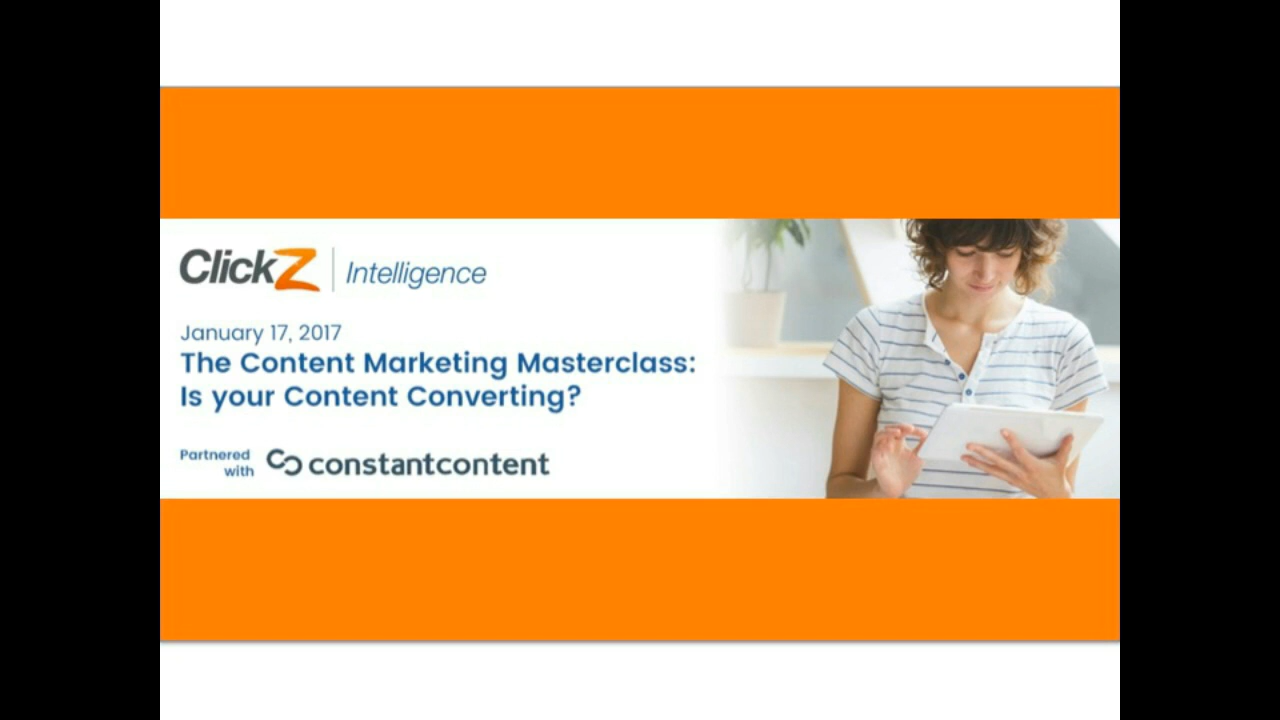 ClickZ | Intelligence
January 17, 2017
The Content Marketing Masterclass:
Is your Content Converting?
Partnered
with
constantcontent